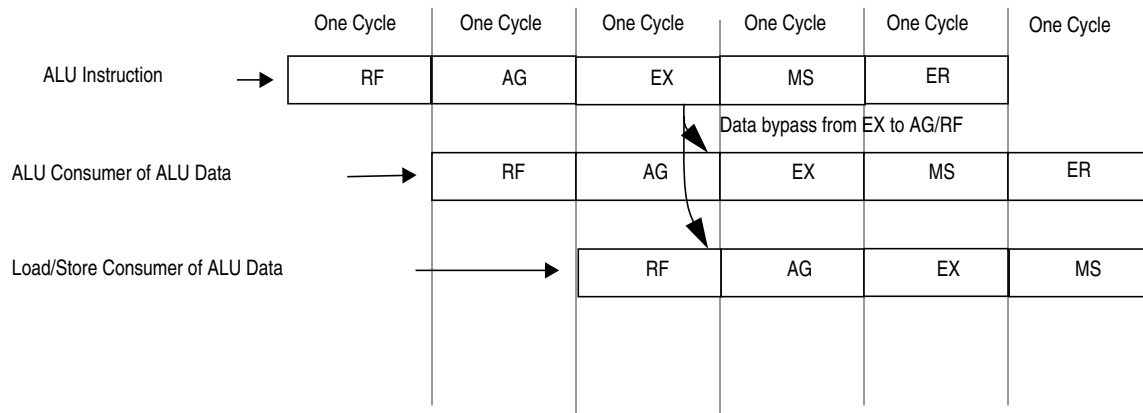 One Cycle One Cycle One Cycle One Cycle One Cycle One Cycle
ALU Instruction RF AG EX MS ER
Data bypass from EX to AG/RF
ALU Consumer of ALU Data RF AG EX MS ER
Load/Store Consumer of ALU Data RF AG EX MS